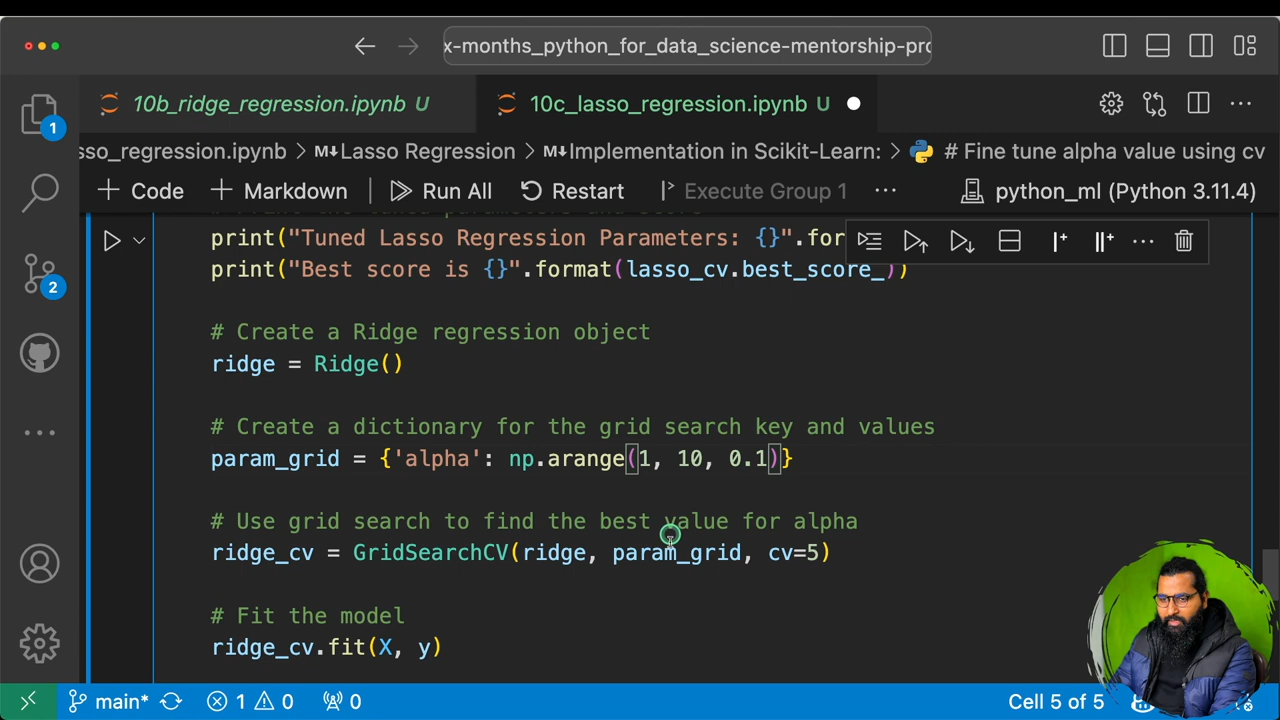 x-months_python_for_data_science-mentorship-pro
10b_ridge_regression.ipynb U
10c_lasso_regression.ipynb U
sso_regression.ipynb > M↓Lasso Regression > M↓Implementation in Scikit-Learn: > # Fine tune alpha value using cv
+ Code + Markdown | Run All Restart Execute Group 1 ... python_ml (Python 3.11.4)
print("Tuned Lasso Regression Parameters: {}".for
print("Best score is {}".format(lasso_cv.best_score_))
# Create a Ridge regression object
ridge = Ridge()
# Create a dictionary for the grid search key and values
param_grid = {'alpha': np.arange(1, 10, 0.1)}
# Use grid search to find the best value for alpha
ridge_cv = GridSearchCV(ridge, param_grid, cv=5)
# Fit the model
ridge_cv.fit(X, y)
1
2
main* 1 0 0 Cell 5 of 5